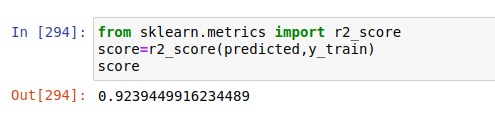 In [294]: from sklearn.metrics import r2_score
score=r2_score(predicted,y_train)
score
Out[294]: 0.9239449916234489